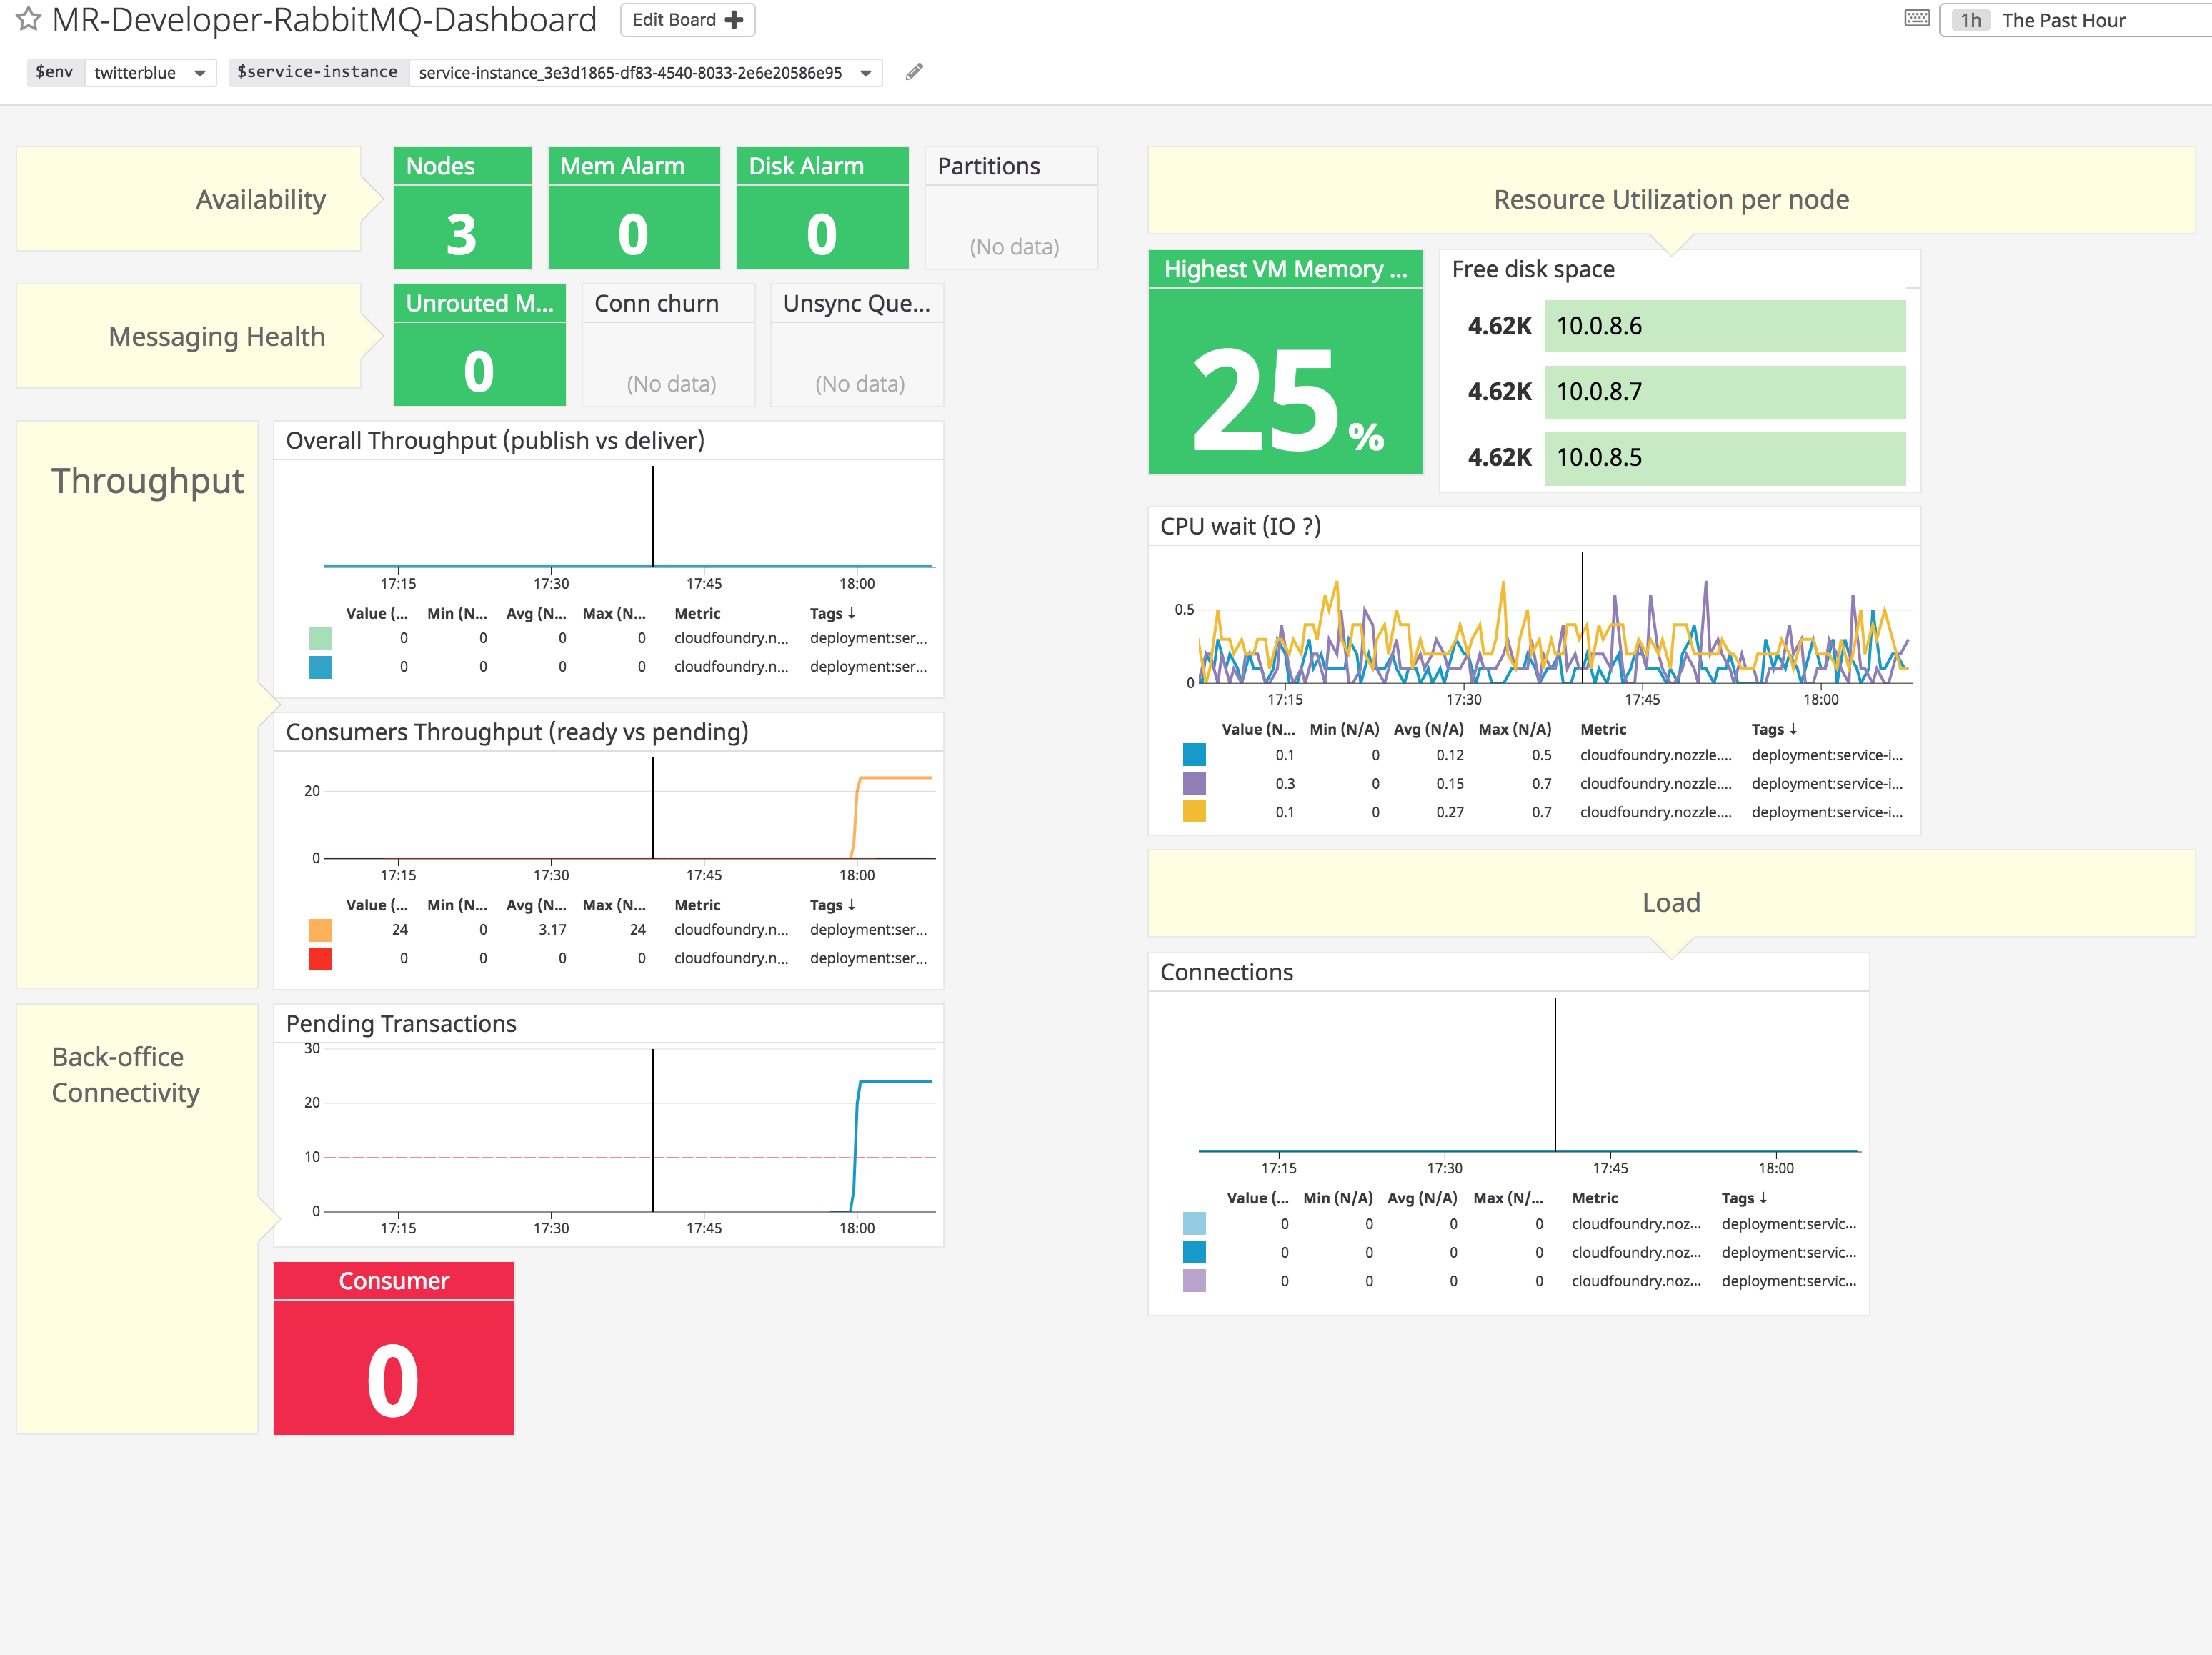 MR-Developer-RabbitMQ-Dashboard Edit Board
1h The Past Hour
$env twitterblue $service-instance service-instance_3e3d1865-df83-4540-8033-2e6e20586e95
Availability
Nodes
3
Mem Alarm
0
Disk Alarm
0
Partitions
(No data)
Messaging Health
Unrouted M...
0
Conn churn
(No data)
Unsync Que...
(No data)
Throughput
Overall Throughput (publish vs deliver)
17:15 17:30 17:45 18:00
Value (... Min (N... Avg (N... Max (N... Metric Tags ↓
0 0 0 0 cloudfoundry.n... deployment:ser...
0 0 0 0 cloudfoundry.n... deployment:ser...
Consumers Throughput (ready vs pending)
20
0
17:15 17:30 17:45 18:00
Value (... Min (N... Avg (N... Max (N... Metric Tags ↓
24 0 3.17 24 cloudfoundry.n... deployment:ser...
0 0 0 0 cloudfoundry.n... deployment:ser...
Back-office
Connectivity
Pending Transactions
30
20
10
0
17:15 17:30 17:45 18:00
Consumer
0
Resource Utilization per node
Highest VM Memory ...
25%
Free disk space
4.62K 10.0.8.6
4.62K 10.0.8.7
4.62K 10.0.8.5
CPU wait (IO ?)
0.5
0
17:15 17:30 17:45 18:00
Value (N... Min (N/A) Avg (N/A) Max (N/A) Metric Tags ↓
0.1 0 0.12 0.5 cloudfoundry.nozzle.... deployment:service-i...
0.3 0 0.15 0.7 cloudfoundry.nozzle.... deployment:service-i...
0.1 0 0.27 0.7 cloudfoundry.nozzle.... deployment:service-i...
Load
Connections
17:15 17:30 17:45 18:00
Value (... Min (N/A) Avg (N/A) Max (N/... Metric Tags ↓
0 0 0 0 cloudfoundry.noz... deployment:servic...
0 0 0 0 cloudfoundry.noz... deployment:servic...
0 0 0 0 cloudfoundry.noz... deployment:servic...